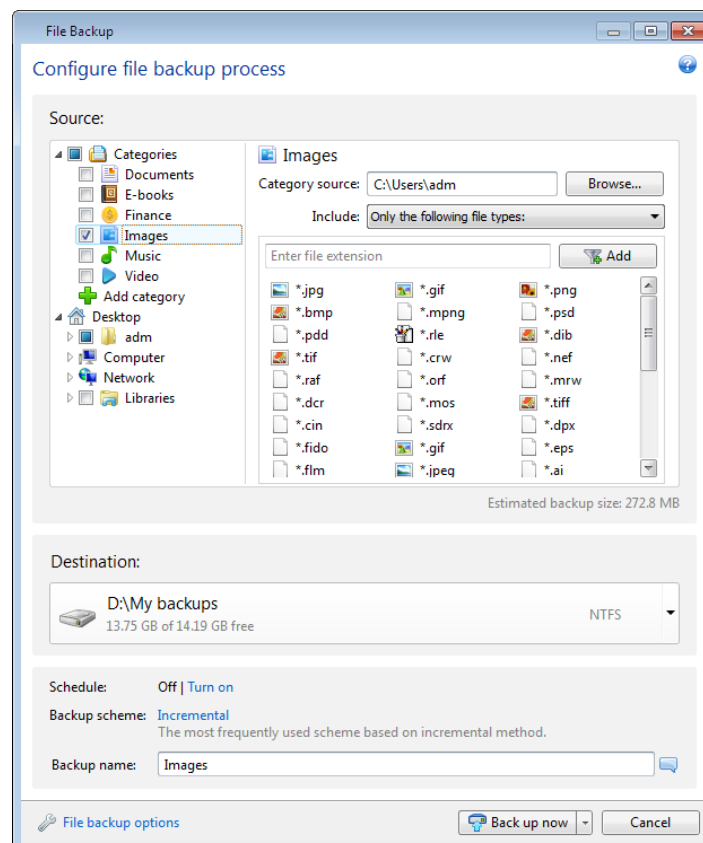 File Backup
Configure file backup process
Source:
Categories
Documents
E-books
Finance
Images
Music
Video
Add category
Desktop
adm
Computer
Network
Libraries
Images
Category source: C:\Users\adm Browse...
Include: Only the following file types:
Enter file extension Add
*.jpg *.gif *.png
*.bmp *.mpng *.psd
*.pdd *.rle *.dib
*.tif *.crw *.nef
*.raf *.orf *.mrw
*.dcr *.mos *.tiff
*.cin *.sdrx *.dpx
*.fido *.gif *.eps
*.flm *.jpeg *.ai
Estimated backup size: 272.8 MB
Destination:
D:\My backups
13.75 GB of 14.19 GB free
NTFS
Schedule: Off | Turn on
Backup scheme: Incremental
The most frequently used scheme based on incremental method.
Backup name: Images
File backup options Back up now Cancel